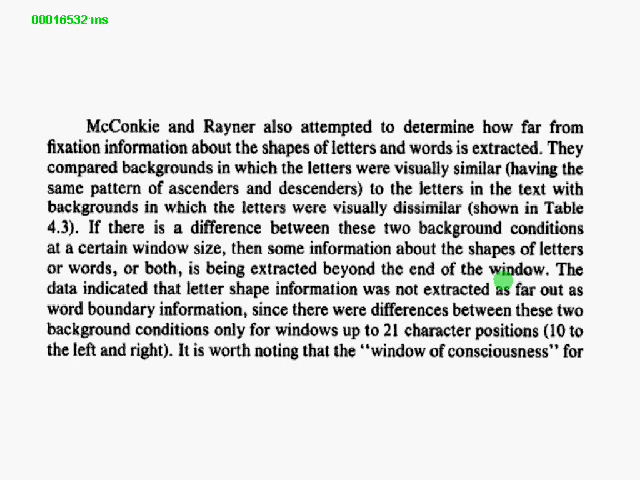 00016532 ms
McConkie and Rayner also attempted to determine how far from
fixation information about the shapes of letters and words is extracted. They
compared backgrounds in which the letters were visually similar (having the
same pattern of ascenders and descenders) to the letters in the text with
backgrounds in which the letters were visually dissimilar (shown in Table
4.3). If there is a difference between these two background conditions
at a certain window size, then some information about the shapes of letters
or words, or both, is being extracted beyond the end of the window. The
data indicated that letter shape information was not extracted as far out as
word boundary information, since there were differences between these two
background conditions only for windows up to 21 character positions (10 to
the left and right). It is worth noting that the "window of consciousness" for